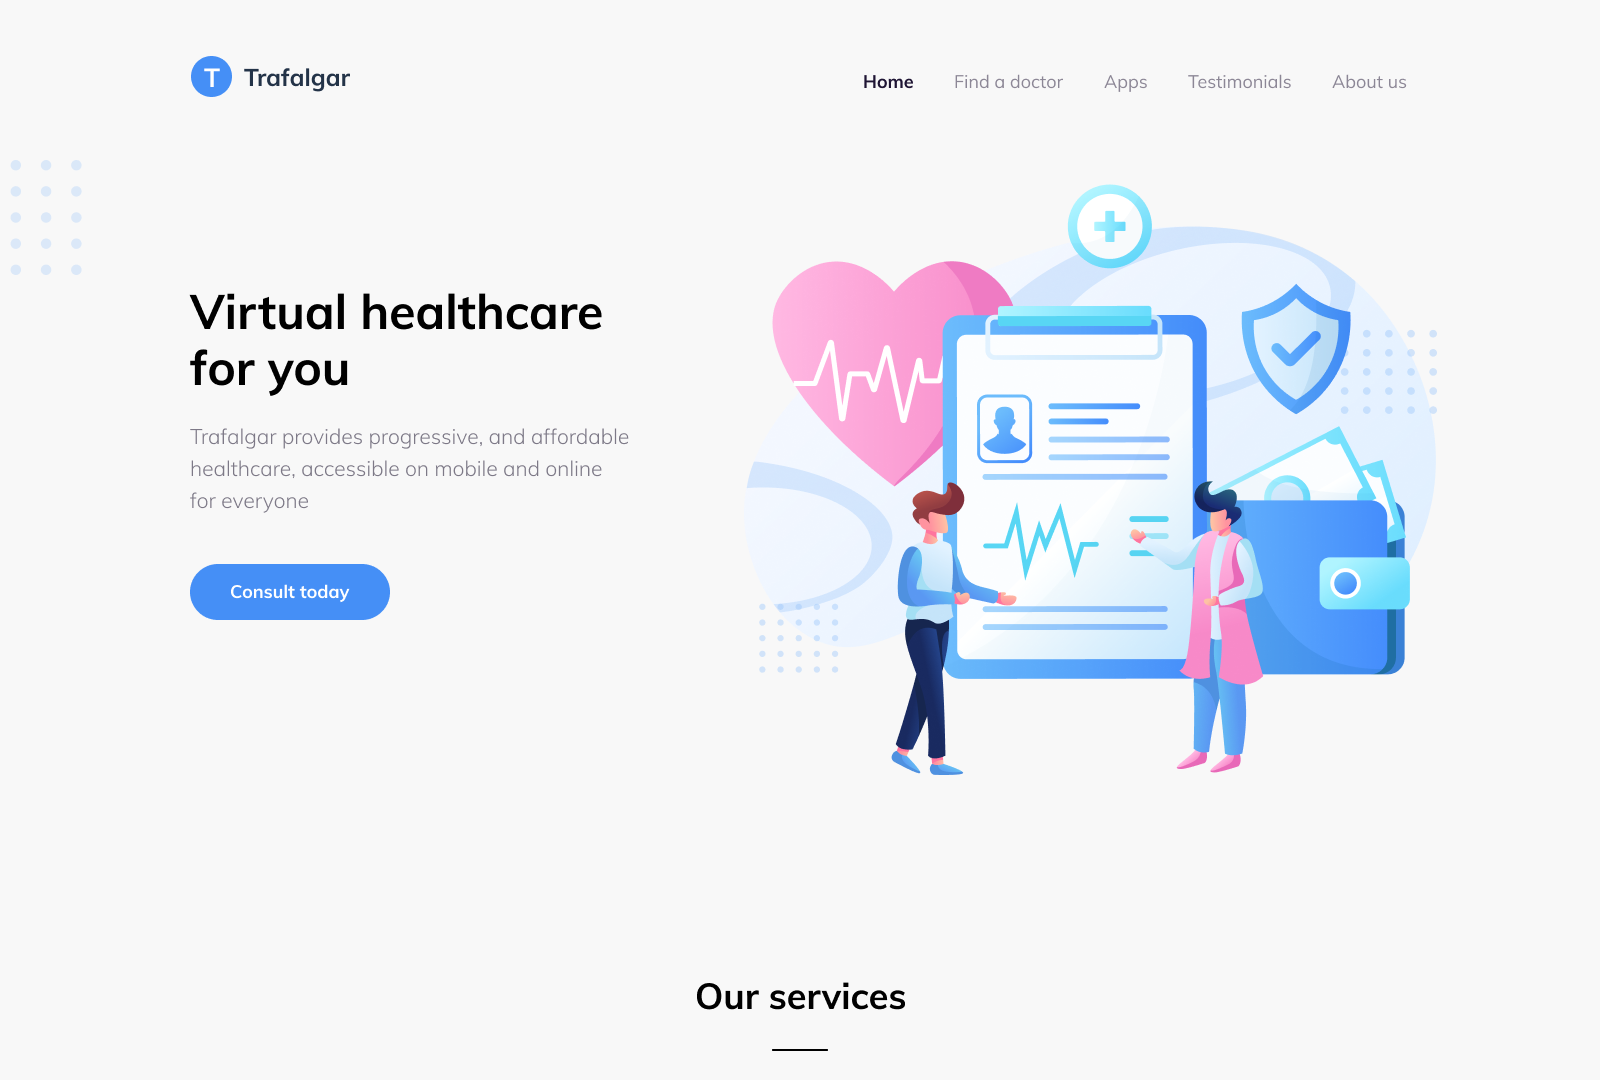 T Trafalgar
Home Find a doctor Apps Testimonials About us
Virtual healthcare
for you
Trafalgar provides progressive, and affordable
healthcare, accessible on mobile and online
for everyone
Consult today
Our services